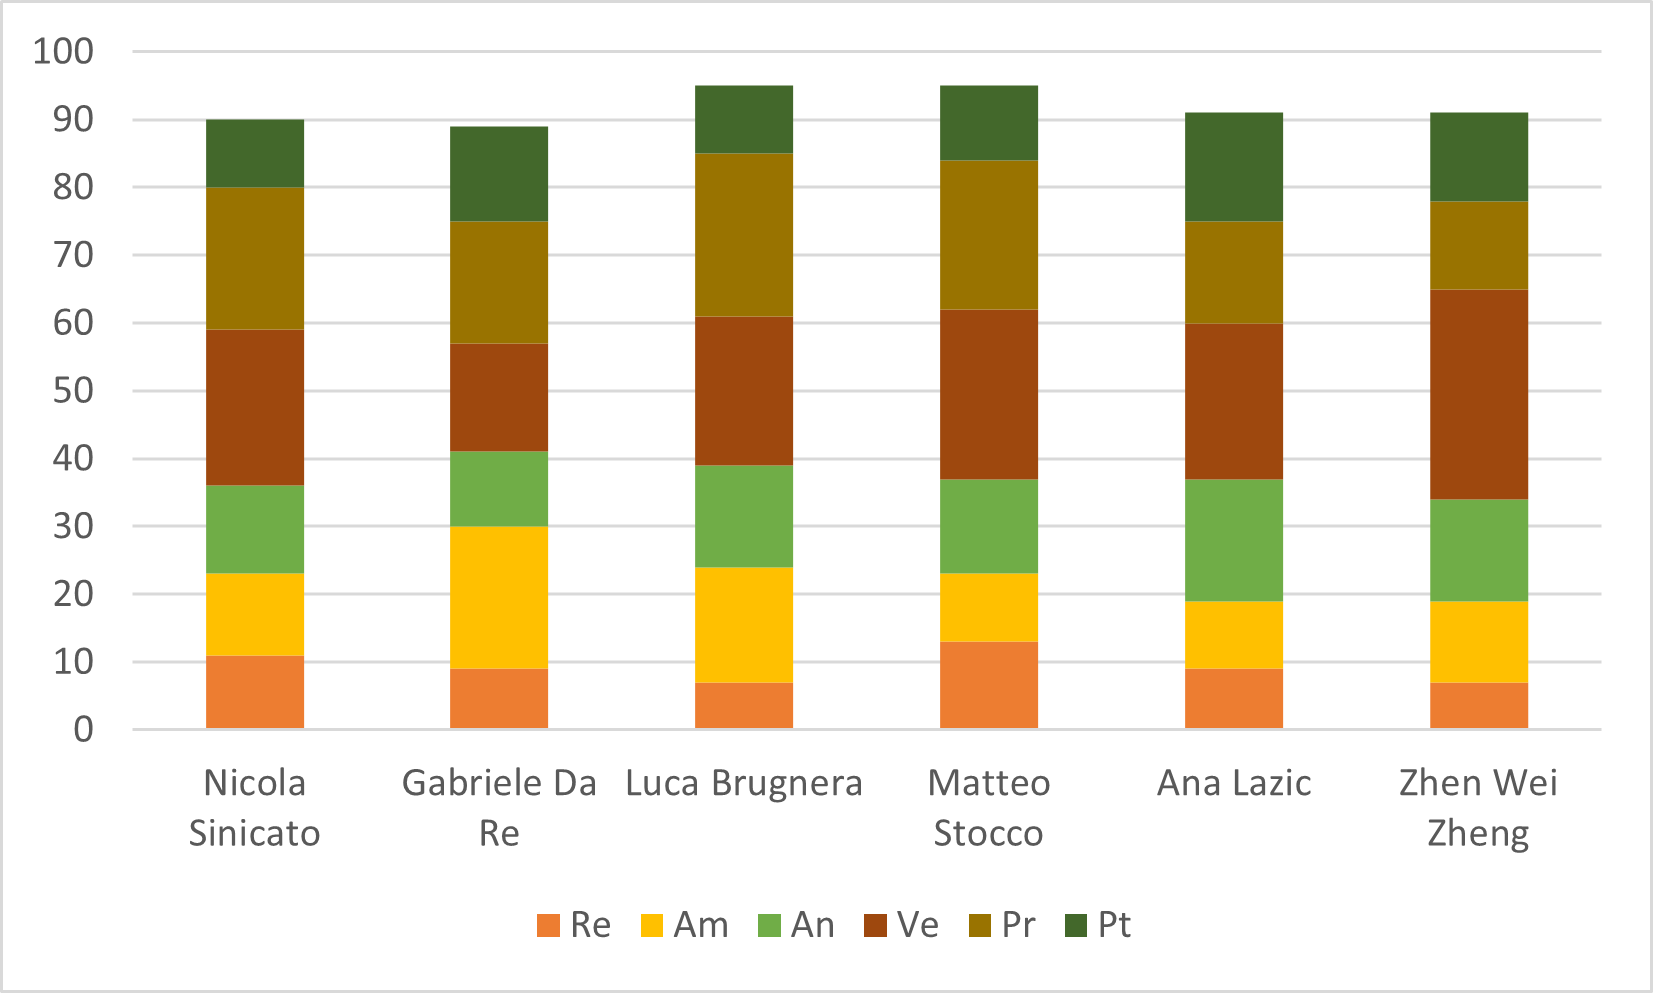 100
90
80
70
60
50
40
30
20
10
0
Nicola Sinicato
Gabriele Da Re
Luca Brugnera
Matteo Stocco
Ana Lazic
Zhen Wei Zheng
Re Am An Ve Pr Pt